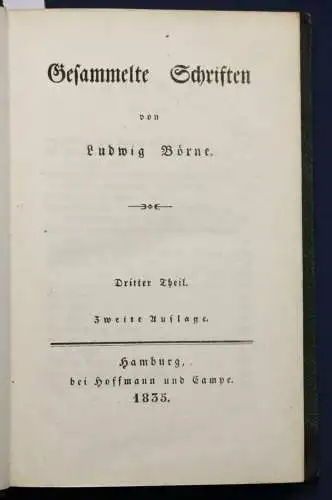 Gesammelte Schriften
von
Ludwig Börne.
Dritter Theil.
Zweite Auflage.
Hamburg,
bei Hoffmann und Campe.
1835.